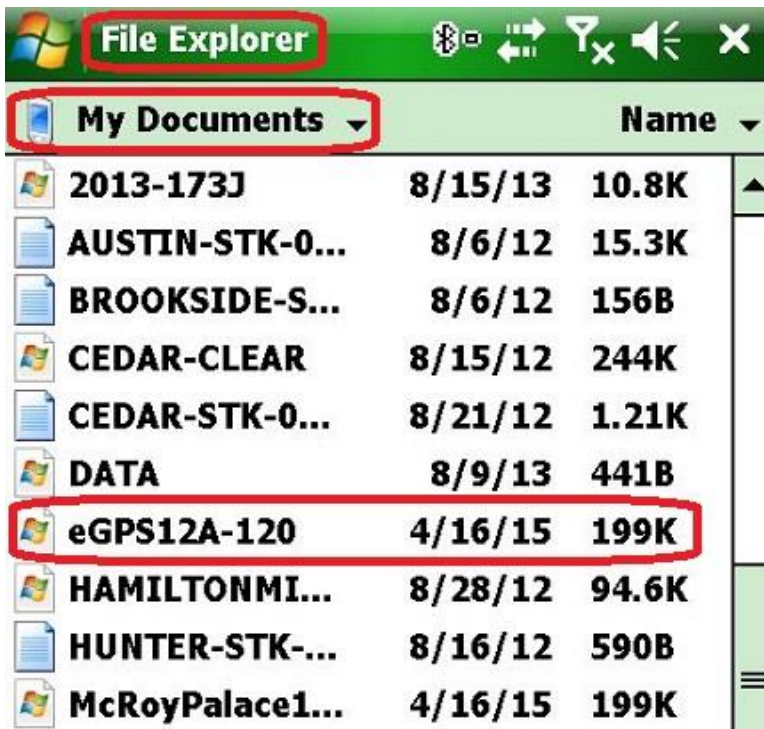 File Explorer
My Documents Name
2013-173J 8/15/13 10.8K
AUSTIN-STK-0... 8/6/12 15.3K
BROOKSIDE-S... 8/6/12 156B
CEDAR-CLEAR 8/15/12 244K
CEDAR-STK-0... 8/21/12 1.21K
DATA 8/9/13 441B
eGPS12A-120 4/16/15 199K
HAMILTONMI... 8/28/12 94.6K
HUNTER-STK-... 8/16/12 590B
McRoyPalace1... 4/16/15 199K